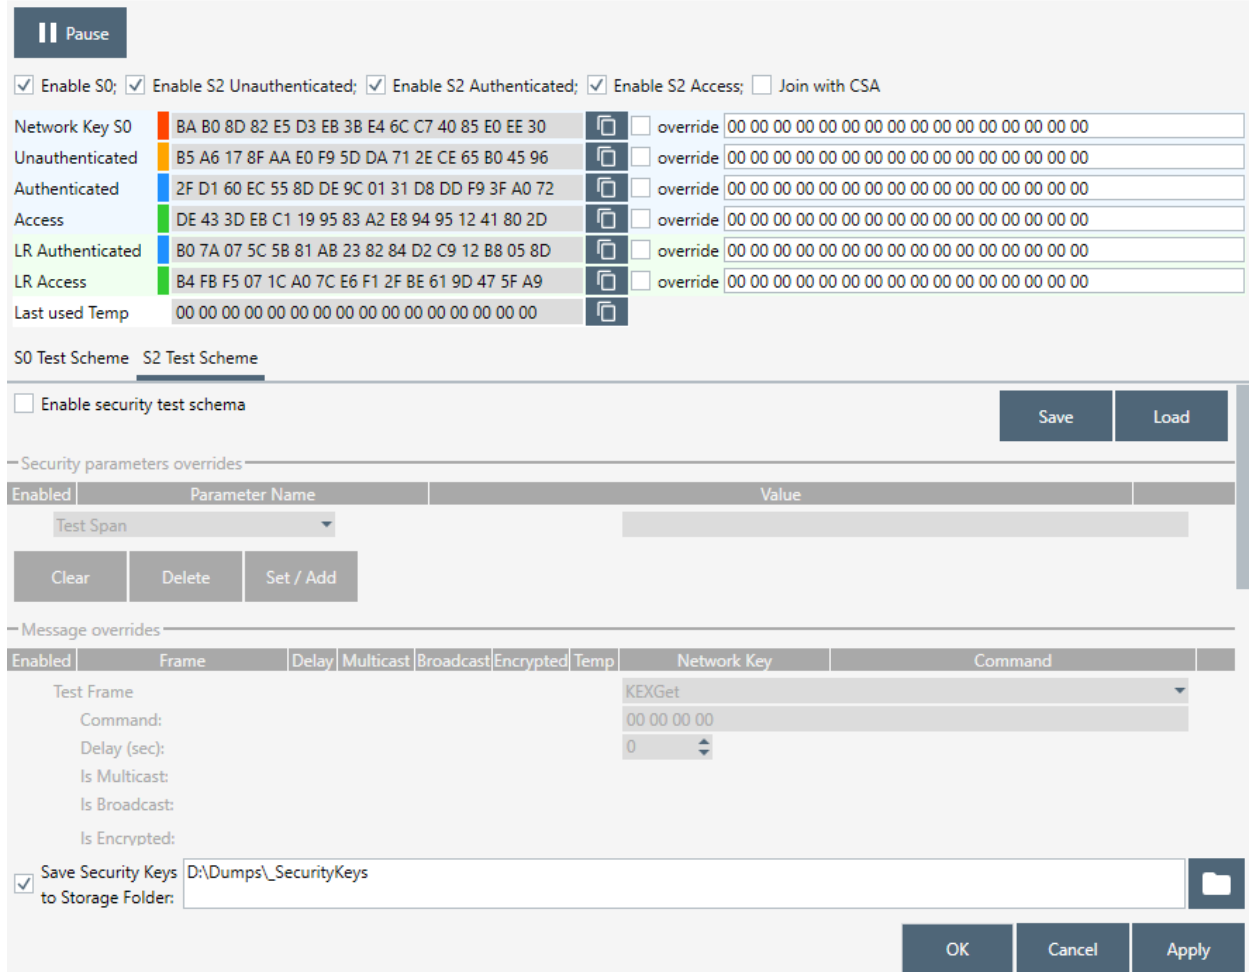 Pause
Enable S0; Enable S2 Unauthenticated; Enable S2 Authenticated; Enable S2 Access; Join with CSA
Network Key S0 BA B0 8D 82 E5 D3 EB 3B E4 6C C7 40 85 E0 EE 30 override 00 00 00 00 00 00 00 00 00 00 00 00 00 00 00 00
Unauthenticated B5 A6 17 8F AA E0 F9 5D DA 71 2E CE 65 B0 45 96 override 00 00 00 00 00 00 00 00 00 00 00 00 00 00 00 00
Authenticated 2F D1 60 EC 55 8D DE 9C 01 31 D8 DD F9 3F A0 72 override 00 00 00 00 00 00 00 00 00 00 00 00 00 00 00 00
Access DE 43 3D EB C1 19 95 83 A2 E8 94 95 12 41 80 2D override 00 00 00 00 00 00 00 00 00 00 00 00 00 00 00 00
LR Authenticated B0 7A 07 5C 5B 81 AB 23 82 84 D2 C9 12 B8 05 8D override 00 00 00 00 00 00 00 00 00 00 00 00 00 00 00 00
LR Access B4 FB F5 07 1C A0 7C E6 F1 2F BE 61 9D 47 5F A9 override 00 00 00 00 00 00 00 00 00 00 00 00 00 00 00 00
Last used Temp 00 00 00 00 00 00 00 00 00 00 00 00 00 00 00 00
S0 Test Scheme S2 Test Scheme
Enable security test schema
Save Load
Security parameters overrides
Enabled Parameter Name Value
Test Span
Clear Delete Set / Add
Message overrides
Enabled Frame Delay Multicast Broadcast Encrypted Temp Network Key Command
Test Frame KEXGet
Command: 00 00 00 00
Delay (sec): 0
Is Multicast:
Is Broadcast:
Is Encrypted:
Save Security Keys D:\Dumps\_SecurityKeys
to Storage Folder:
OK Cancel Apply